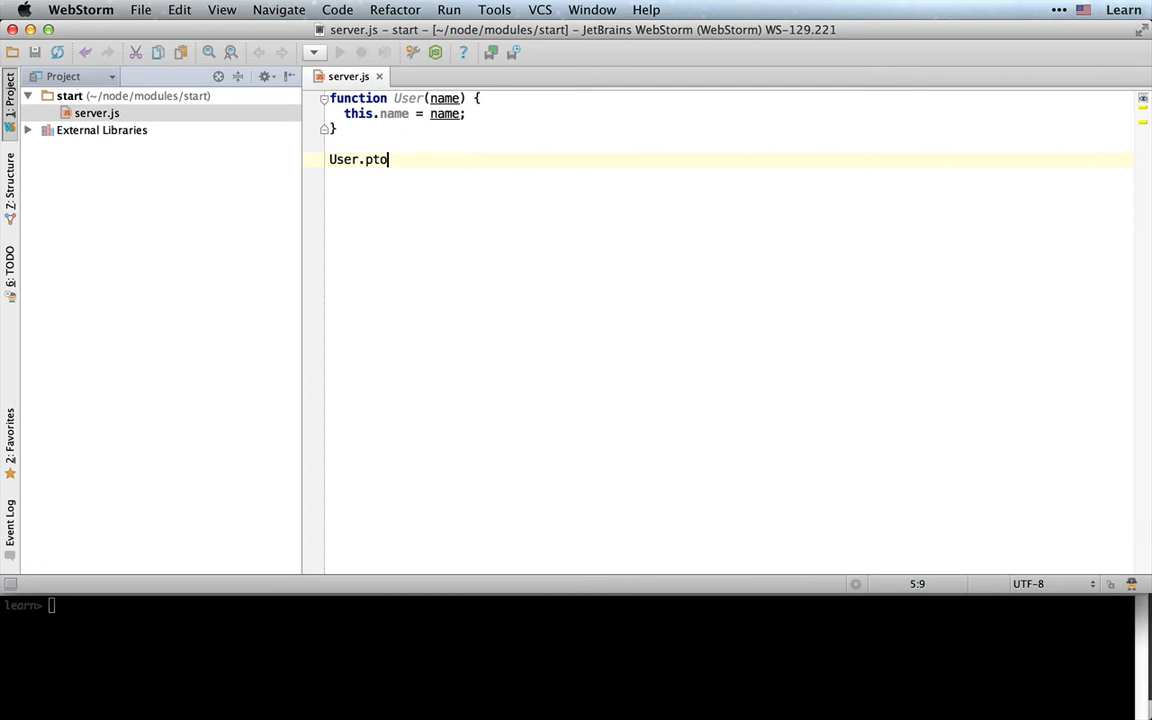 WebStorm File Edit View Navigate Code Refactor Run Tools VCS Window Help ••• Learn
server.js – start – [~/node/modules/start] – JetBrains WebStorm (WebStorm) WS-129.221
Project
server.js
1: Project
start (~/node/modules/start)
server.js
External Libraries
Z: Structure
6: TODO
2: Favorites
Event Log
function User(name) {
this.name = name;
}
User.pto
5:9 UTF-8
learn>